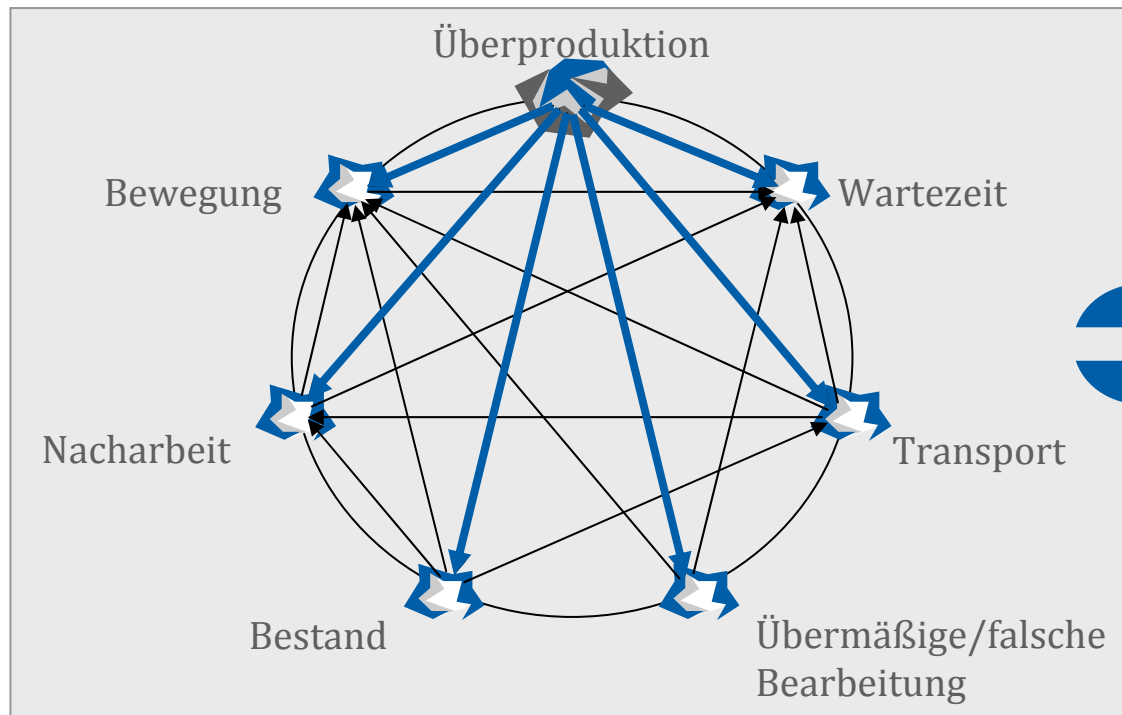 Überproduktion
Bewegung
Wartezeit
Nacharbeit
Transport
Bestand
Übermäßige/falsche
Bearbeitung